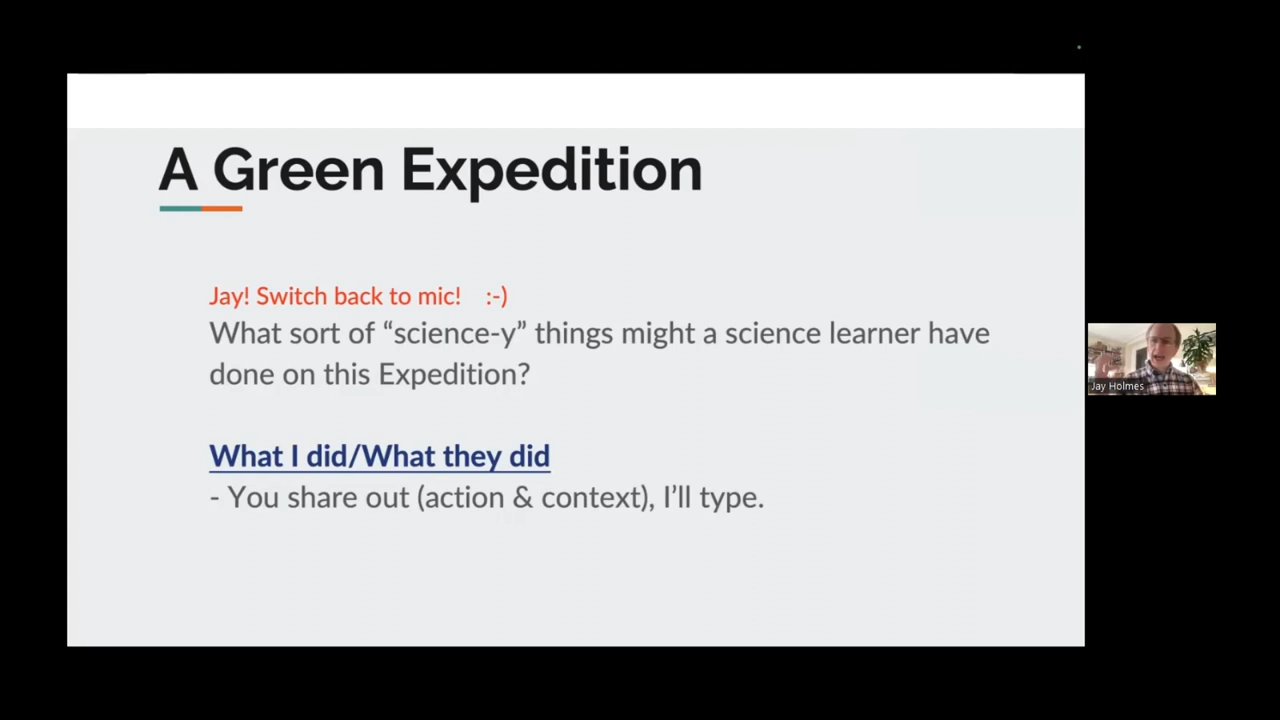 A Green Expedition
Jay! Switch back to mic! :-)
What sort of “science-y” things might a science learner have
done on this Expedition?
What I did/What they did
- You share out (action & context), I’ll type.
Jay Holmes